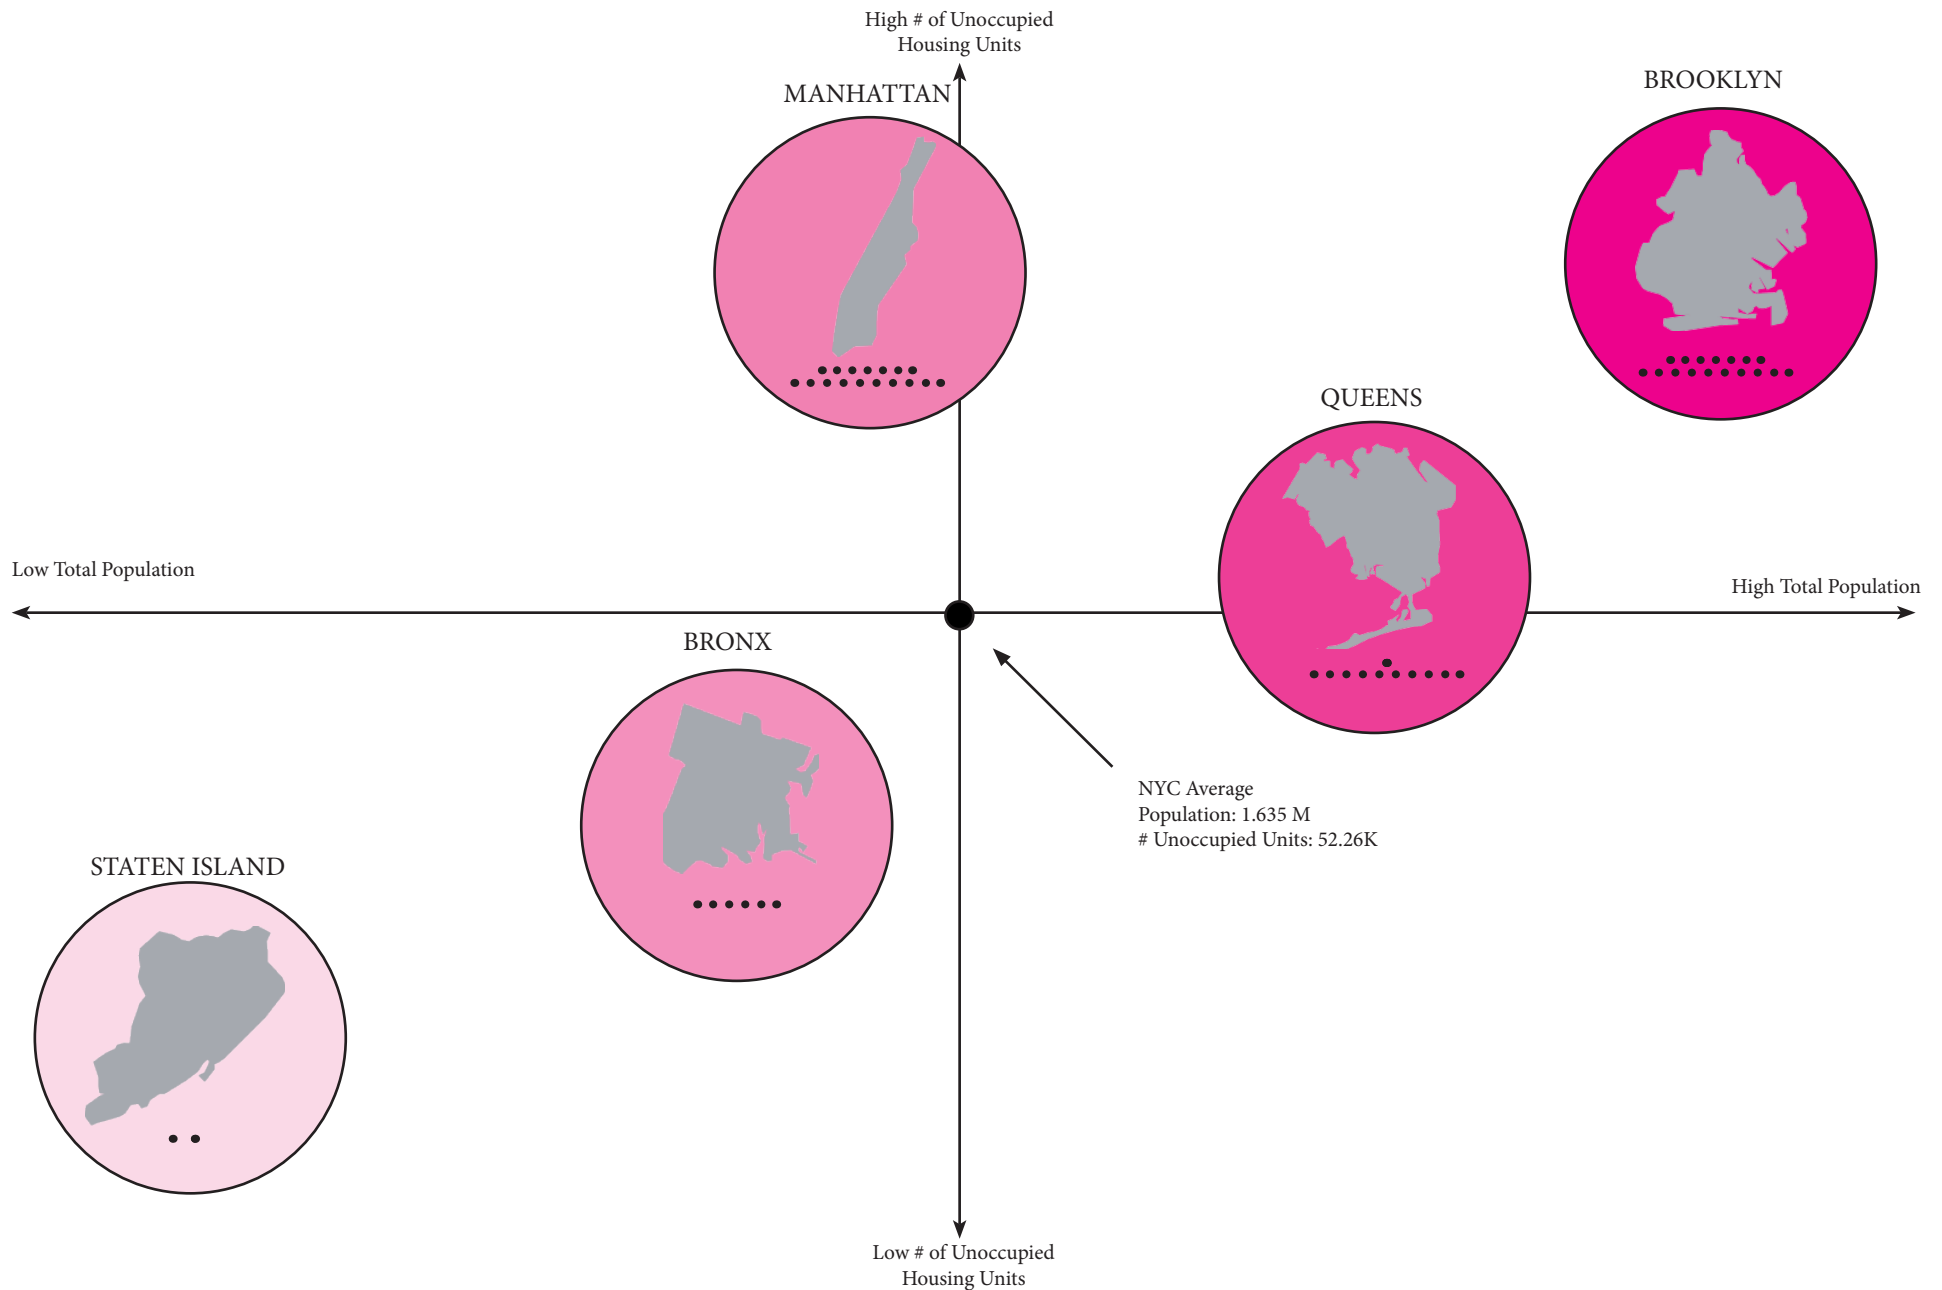 High # of Unoccupied
Housing Units
MANHATTAN
BROOKLYN
QUEENS
Low Total Population
High Total Population
BRONX
NYC Average
Population: 1.635 M
# Unoccupied Units: 52.26K
STATEN ISLAND
Low # of Unoccupied
Housing Units